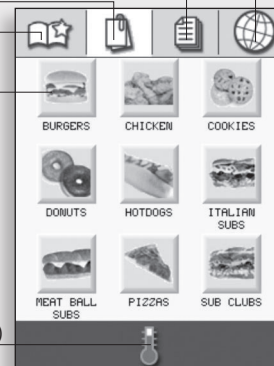 BURGERS
CHICKEN
COOKIES
DONUTS
HOTDOGS
ITALIAN
SUBS
MEAT BALL
SUBS
PIZZAS
SUB CLUBS